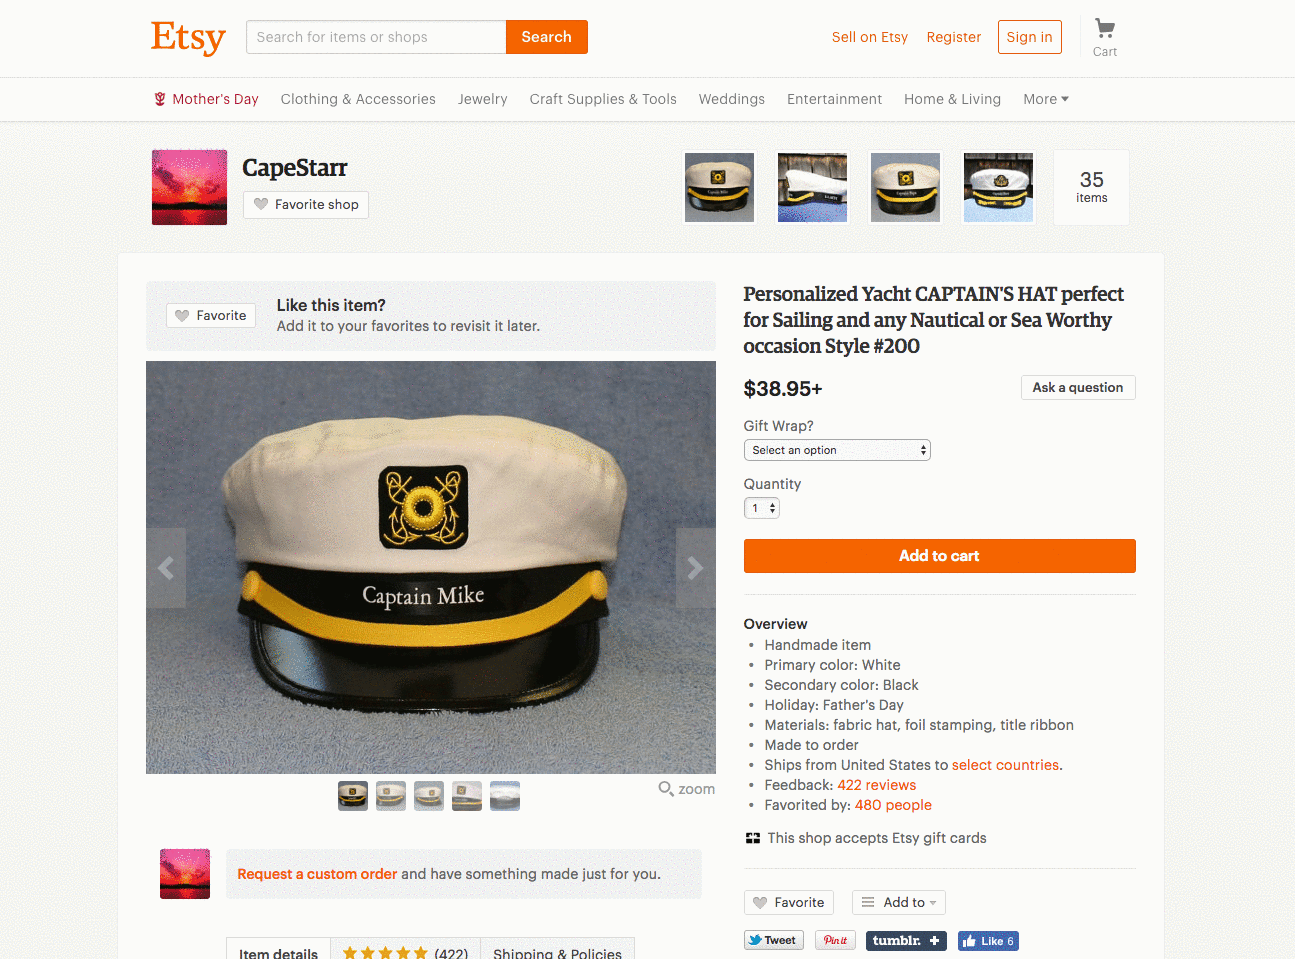 Etsy
Search for items or shops
Search
Sell on Etsy
Register
Sign in
Cart
Mother's Day
Clothing & Accessories
Jewelry
Craft Supplies & Tools
Weddings
Entertainment
Home & Living
More
CapeStarr
Favorite shop
35
items
Favorite
Like this item?
Add it to your favorites to revisit it later.
Captain Mike
zoom
Request a custom order and have something made just for you.
Item details
(422)
Shipping & Policies
Personalized Yacht CAPTAIN'S HAT perfect
for Sailing and any Nautical or Sea Worthy
occasion Style #200
$38.95+
Ask a question
Gift Wrap?
Select an option
Quantity
1
Add to cart
Overview
• Handmade item
• Primary color: White
• Secondary color: Black
• Holiday: Father's Day
• Materials: fabric hat, foil stamping, title ribbon
• Made to order
• Ships from United States to select countries.
• Feedback: 422 reviews
• Favorited by: 480 people
This shop accepts Etsy gift cards
Favorite
Add to
Tweet
Pin it
tumblr. +
Like 6